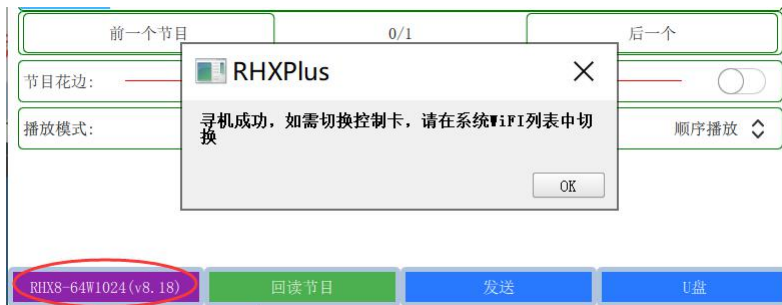 前一个节目 0/1 后一个
节目花边:
RHXPlus
播放模式: 顺序播放
寻机成功，如需切换控制卡，请在系统WiFI列表中切
换
OK
RHX8-64W1024(v8.18) 回读节目 发送 U盘